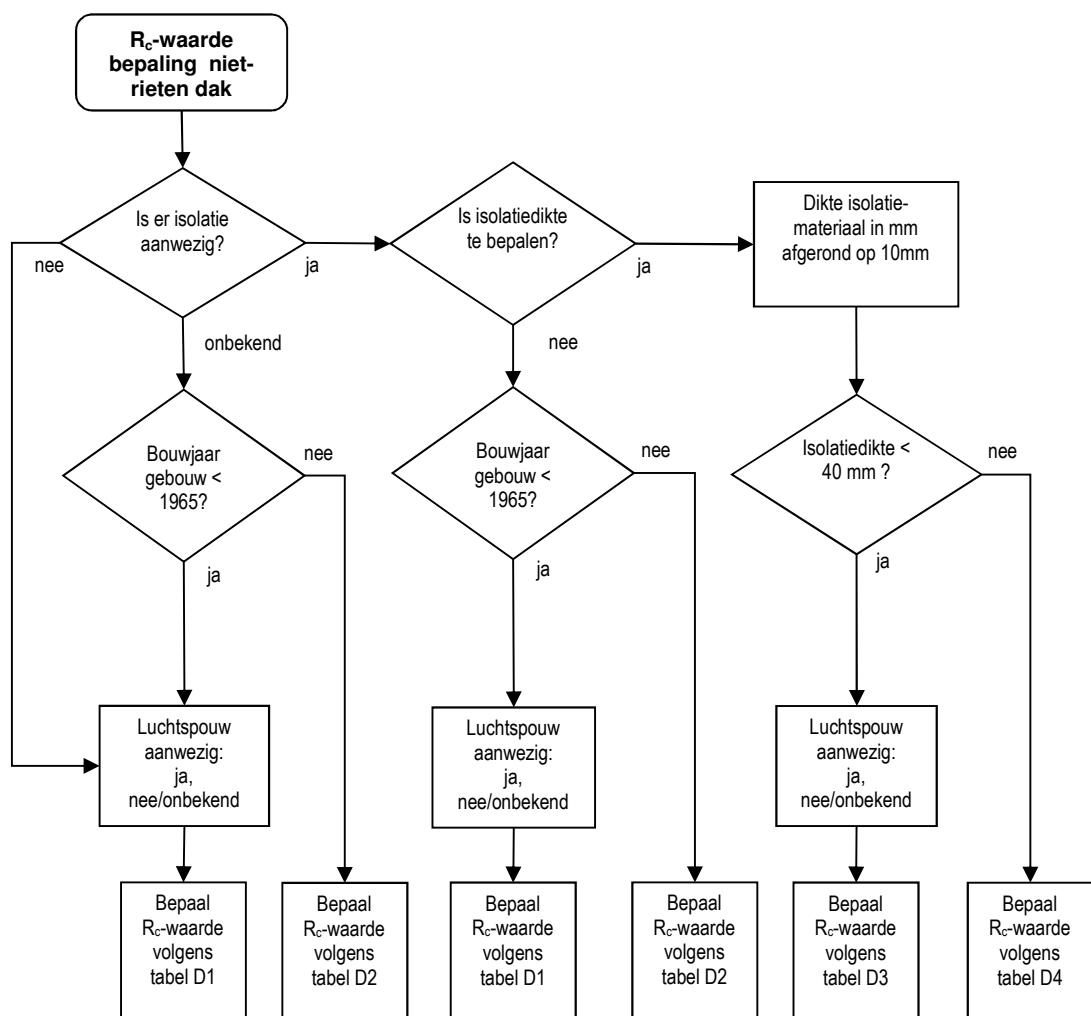 Rc-waarde
bepaling niet-
rieten dak
Is er isolatie
aanwezig?
nee
ja
onbekend
Is isolatiedikte
te bepalen?
ja
nee
Dikte isolatie-
materiaal in mm
afgerond op 10mm
Bouwjaar
gebouw <
1965?
nee
ja
Bouwjaar
gebouw <
1965?
nee
ja
Isolatiedikte <
40 mm ?
nee
ja
Luchtspouw
aanwezig:
ja,
nee/onbekend
Luchtspouw
aanwezig:
ja,
nee/onbekend
Luchtspouw
aanwezig:
ja,
nee/onbekend
Bepaal
Rc-waarde
volgens
tabel D1
Bepaal
Rc-waarde
volgens
tabel D2
Bepaal
Rc-waarde
volgens
tabel D1
Bepaal
Rc-waarde
volgens
tabel D2
Bepaal
Rc-waarde
volgens
tabel D3
Bepaal
Rc-waarde
volgens
tabel D4